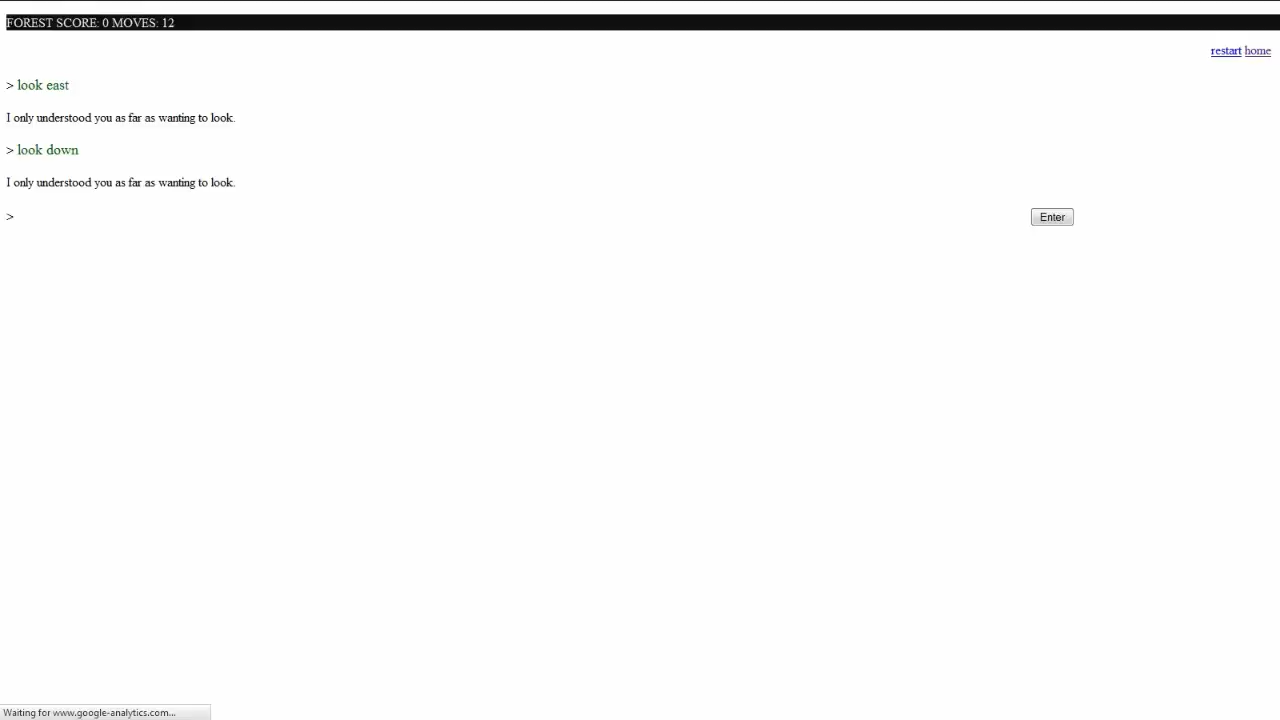 FOREST SCORE: 0 MOVES: 12
restart home
> look east
I only understood you as far as wanting to look.
> look down
I only understood you as far as wanting to look.
> Enter
Waiting for www.google-analytics.com...